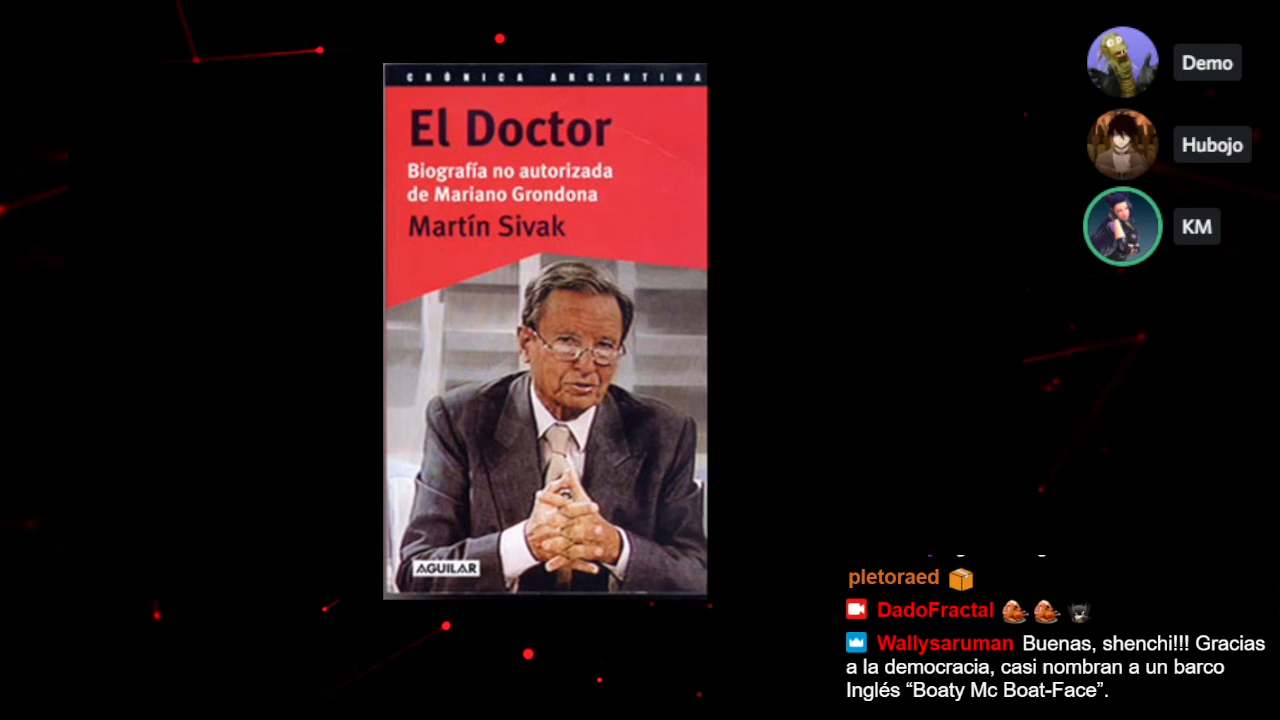 CRÓNICA ARGENTINA
El Doctor
Biografía no autorizada
de Mariano Grondona
Martín Sivak
AGUILAR
Demo
Hubojo
KM
pletoraed
DadoFractal
Wallysaruman Buenas, shenchi!!! Gracias
a la democracia, casi nombran a un barco
Inglés “Boaty Mc Boat-Face”.